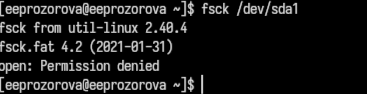 [eeprozorova@eeprozorova ~]$ fsck /dev/sda1
fsck from util-linux 2.40.4
fsck.fat 4.2 (2021-01-31)
open: Permission denied
[eeprozorova@eeprozorova ~]$